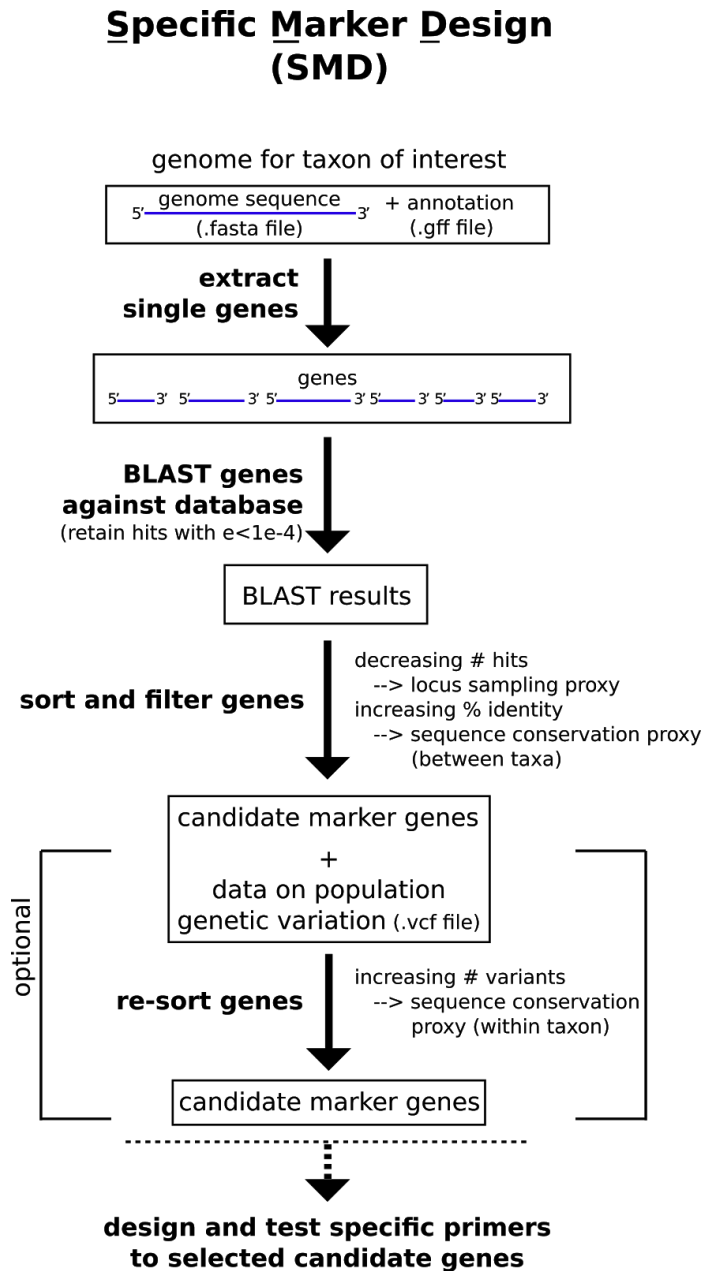 Specific Marker Design
(SMD)
genome for taxon of interest
genome sequence
5’ 3’
(.fasta file)
+ annotation
(.gff file)
extract
single genes
genes
5’ 3’ 5’ 3’ 5’ 3’ 5’ 3’ 5’ 3’ 5’ 3’
BLAST genes
against database
(retain hits with e<1e-4)
BLAST results
sort and filter genes
decreasing # hits
--> locus sampling proxy
increasing % identity
--> sequence conservation proxy
(between taxa)
candidate marker genes
+
data on population
genetic variation (.vcf file)
optional
re-sort genes
increasing # variants
--> sequence conservation
proxy (within taxon)
candidate marker genes
design and test specific primers
to selected candidate genes